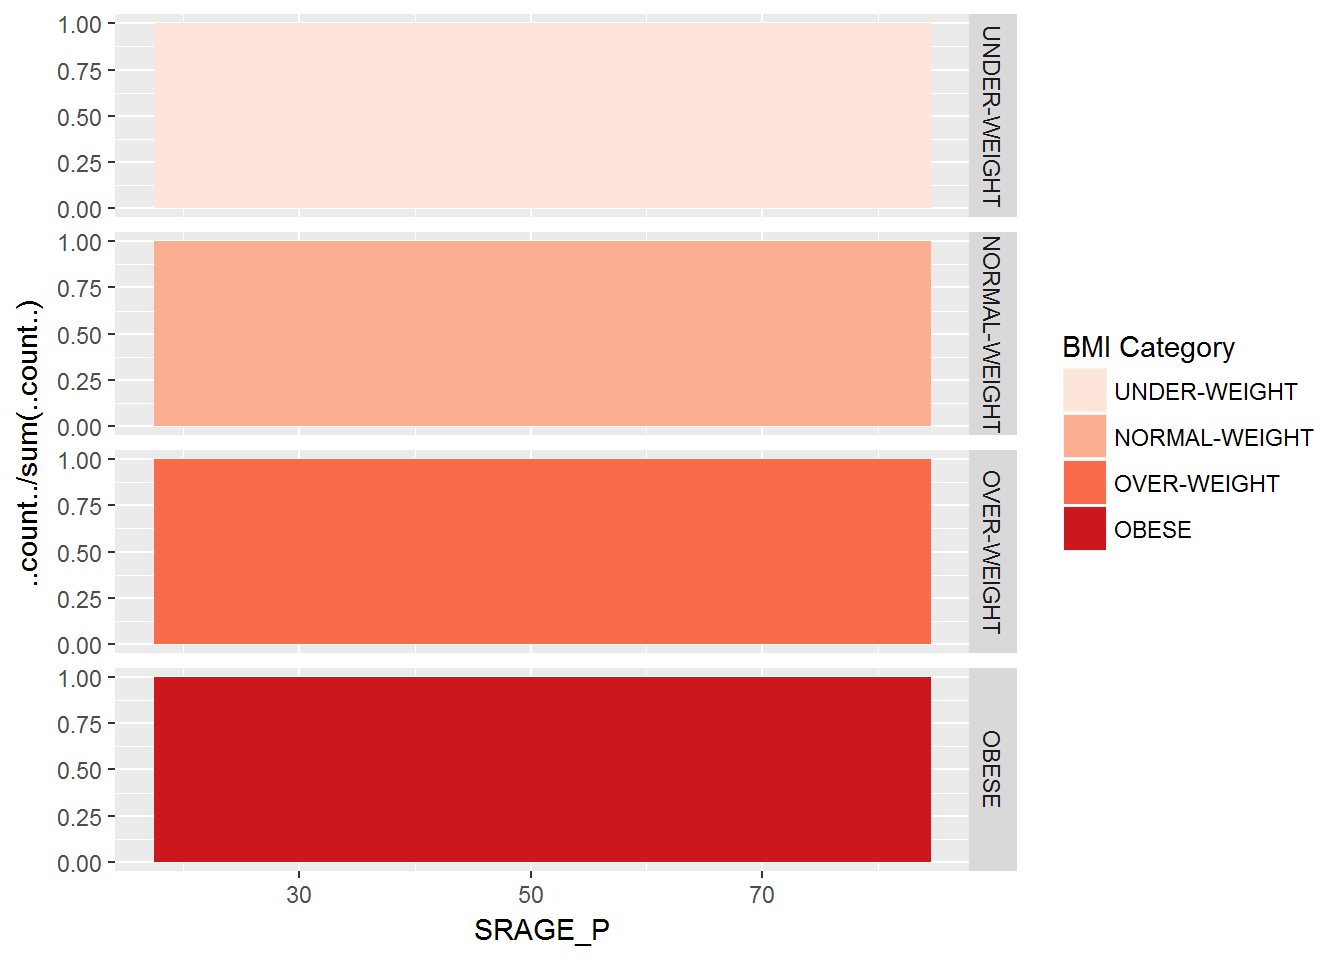 1.00
0.75
0.50
0.25
0.00
UNDER-WEIGHT
1.00
0.75
0.50
0.25
0.00
NORMAL-WEIGHT
1.00
0.75
0.50
0.25
0.00
OVER-WEIGHT
1.00
0.75
0.50
0.25
0.00
OBESE
30
50
70
SRAGE_P
..count../sum(..count..)
BMI Category
UNDER-WEIGHT
NORMAL-WEIGHT
OVER-WEIGHT
OBESE